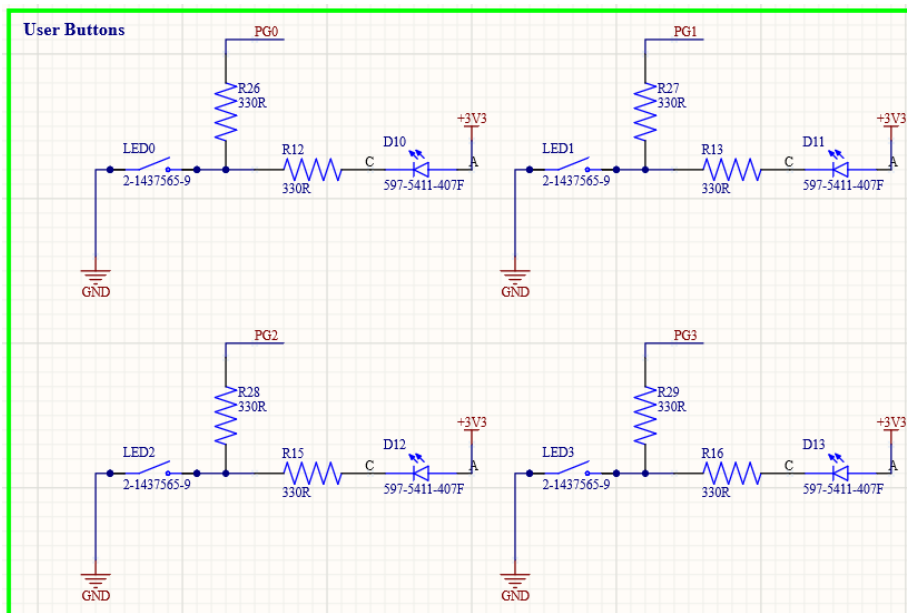 User Buttons
PG0
R26
330R
+3V3
LED0
R12
C
D10
A
2-1437565-9
330R
597-5411-407F
GND
PG1
R27
330R
+3V3
LED1
R13
C
D11
A
2-1437565-9
330R
597-5411-407F
GND
PG2
R28
330R
+3V3
LED2
R15
C
D12
A
2-1437565-9
330R
597-5411-407F
GND
PG3
R29
330R
+3V3
LED3
R16
C
D13
A
2-1437565-9
330R
597-5411-407F
GND